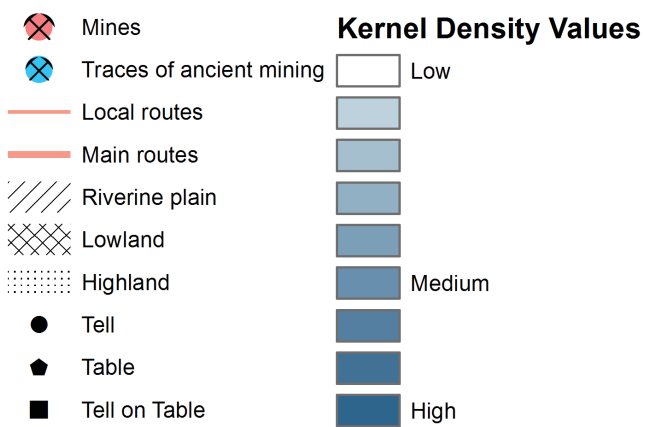 Mines
Traces of ancient mining
Local routes
Main routes
Riverine plain
Lowland
Highland
Tell
Table
Tell on Table
Kernel Density Values
Low
Medium
High